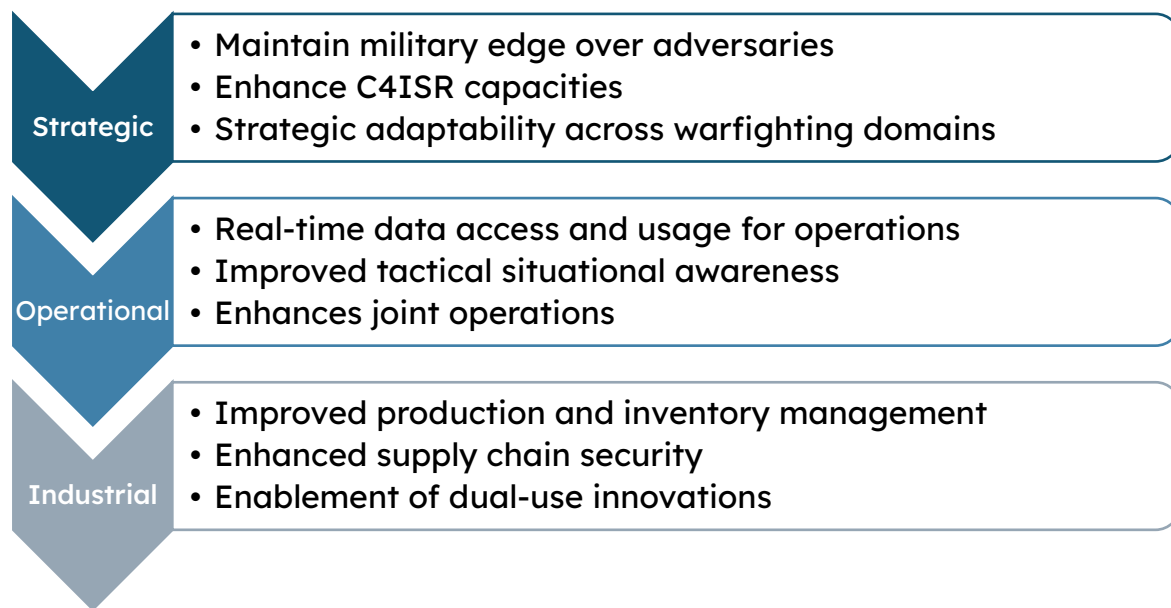 Strategic
• Maintain military edge over adversaries
• Enhance C4ISR capacities
• Strategic adaptability across warfighting domains
Operational
• Real-time data access and usage for operations
• Improved tactical situational awareness
• Enhances joint operations
Industrial
• Improved production and inventory management
• Enhanced supply chain security
• Enablement of dual-use innovations